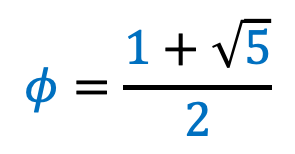 ϕ = (1 + √5) / 2